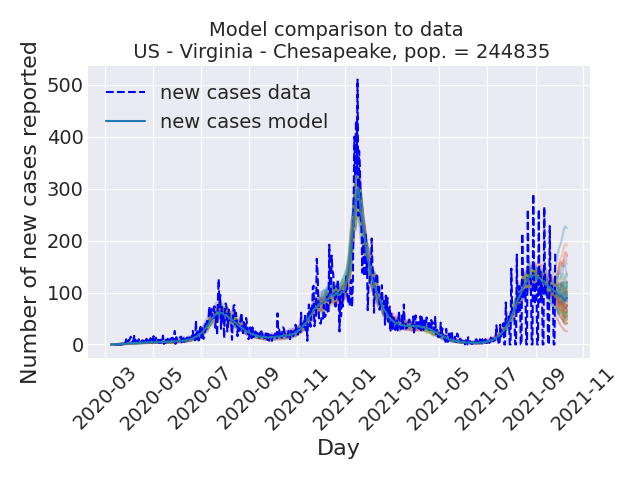 Model comparison to data
US - Virginia - Chesapeake, pop. = 244835
Number of new cases reported
500
400
300
200
100
0
new cases data
new cases model
2020-03
2020-05
2020-07
2020-09
2020-11
2021-01
2021-03
2021-05
2021-07
2021-09
2021-11
Day